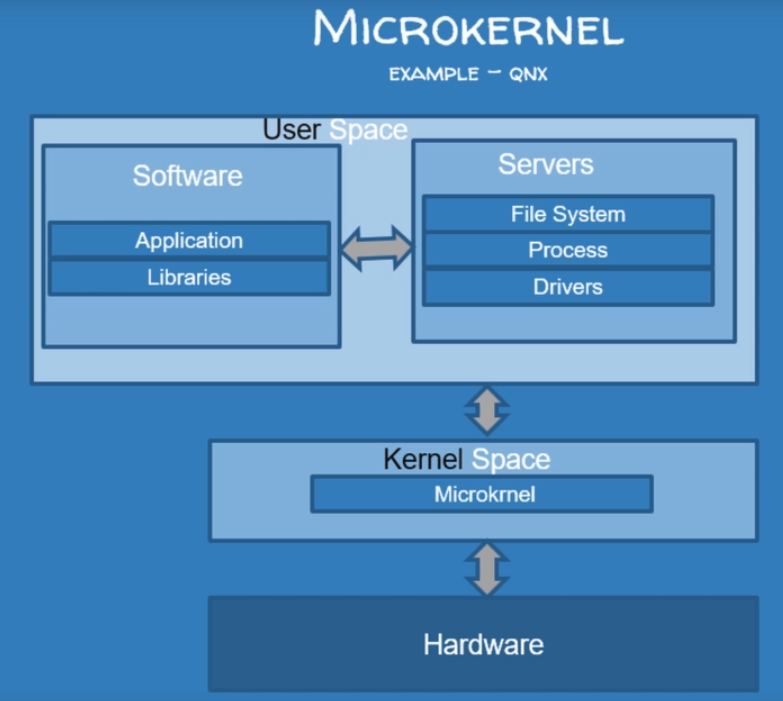 MICROKERNEL
EXAMPLE - QNX
User Space
Software
Application
Libraries
Servers
File System
Process
Drivers
Kernel Space
Microkrnel
Hardware